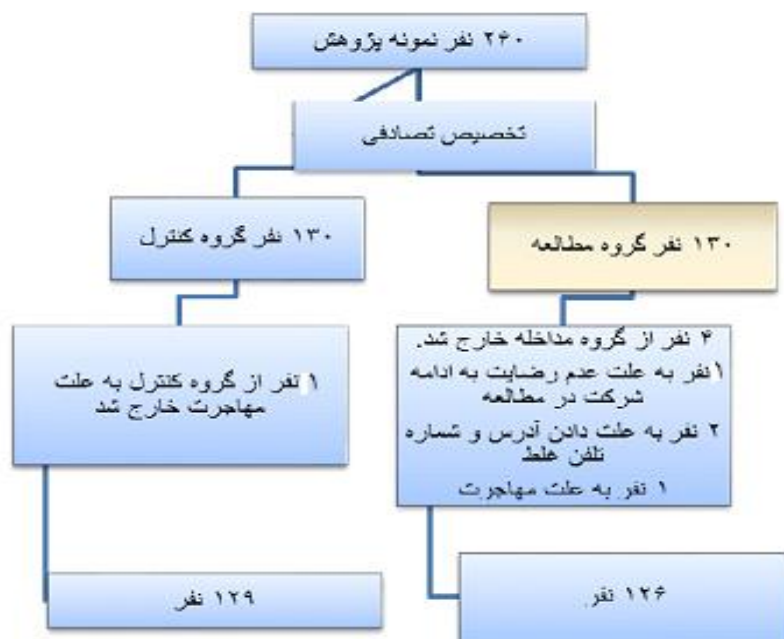 ۲۶۰ نفر نمونه پژوهش
تخصیص تصادفی
۱۳۰ نفر گروه مطالعه
۱۳۰ نفر گروه کنترل
۴ نفر از گروه مداخله خارج شد.
۱نفر به علت عدم رضایت به ادامه
شرکت در مطالعه
۲ نفر به علت دادن آدرس و شماره
تلفن غلط
۱ نفر به علت مهاجرت
۱ نفر از گروه کنترل به علت
مهاجرت خارج شد
۱۲۶ نفر.
۱۲۹ نفر